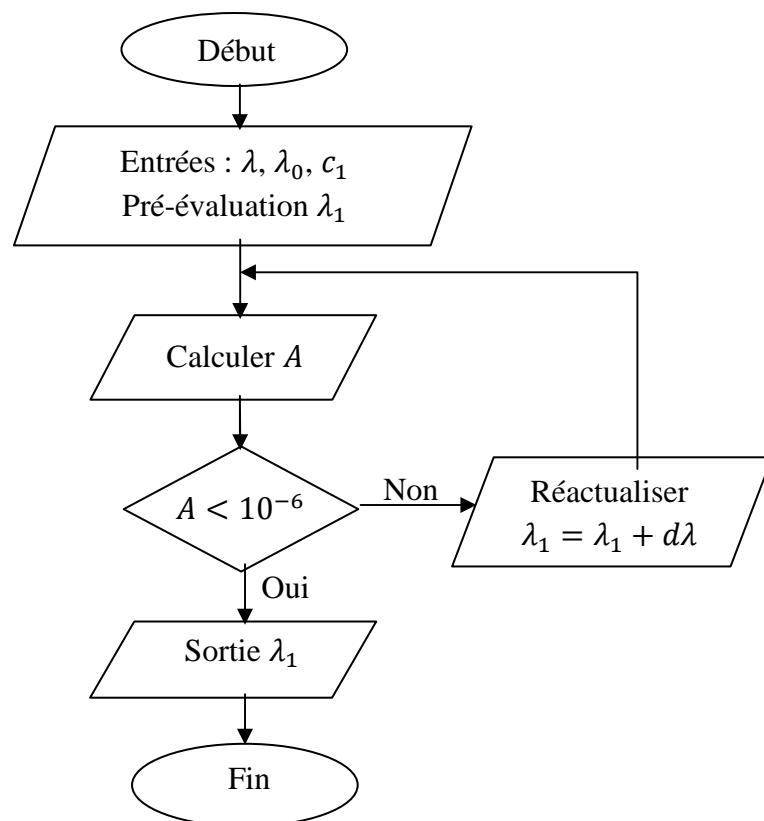 Début
Entrées : λ, λ₀, c₁
Pré-évaluation λ₁
Calculer A
A < 10⁻⁶
Non
Réactualiser
λ₁ = λ₁ + dλ
Oui
Sortie λ₁
Fin